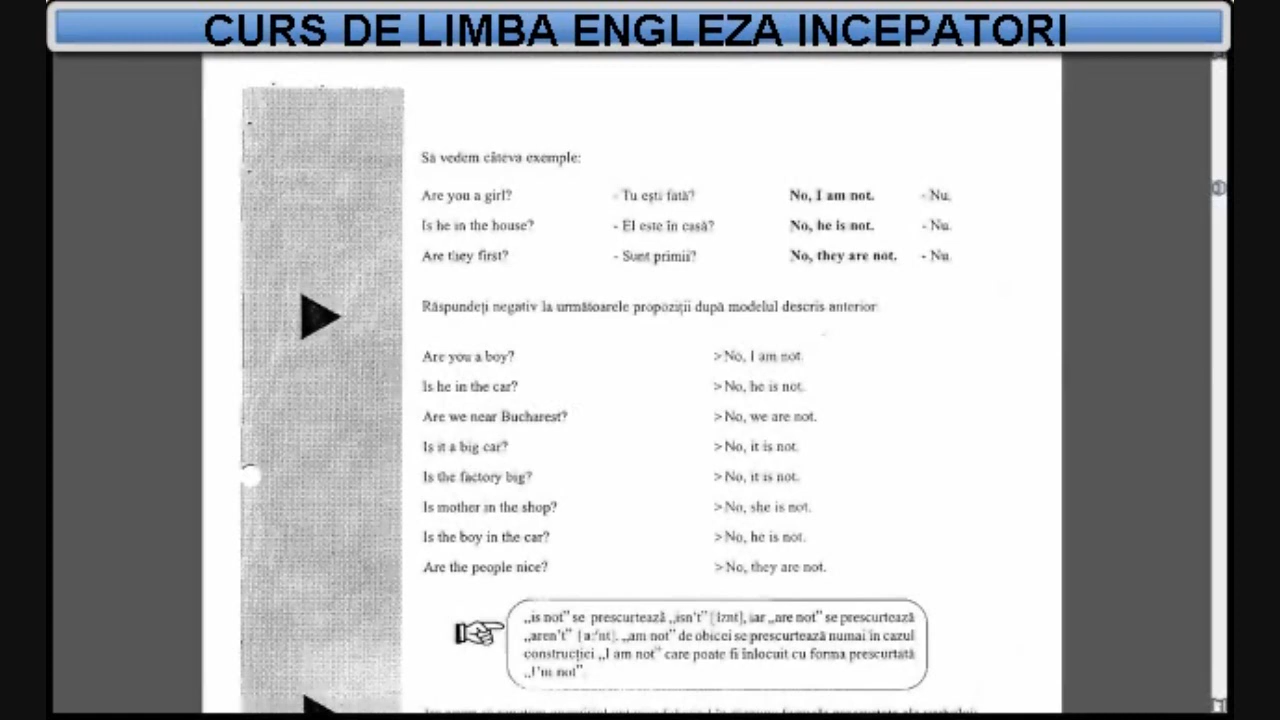 CURS DE LIMBA ENGLEZA INCEPATORI
Să vedem câteva exemple:
Are you a girl? - Tu ești fată? No, I am not. - Nu.
Is he in the house? - El este în casă? No, he is not. - Nu.
Are they first? - Sunt primii? No, they are not. - Nu.
Răspundeți negativ la următoarele propoziții după modelul descris anterior
Are you a boy? > No, I am not.
Is he in the car? > No, he is not.
Are we near Bucharest? > No, we are not.
Is it a big car? > No, it is not.
Is the factory big? > No, it is not.
Is mother in the shop? > No, she is not.
Is the boy in the car? > No, he is not.
Are the people nice? > No, they are not.
„is not” se prescurtează „isn't” [iznt], iar „are not” se prescurtează
„aren't” [a:ʳnt]. „am not” de obicei se prescurtează numai în cazul
construcției „I am not” care poate fi înlocuit cu forma prescurtată
„I'm not”